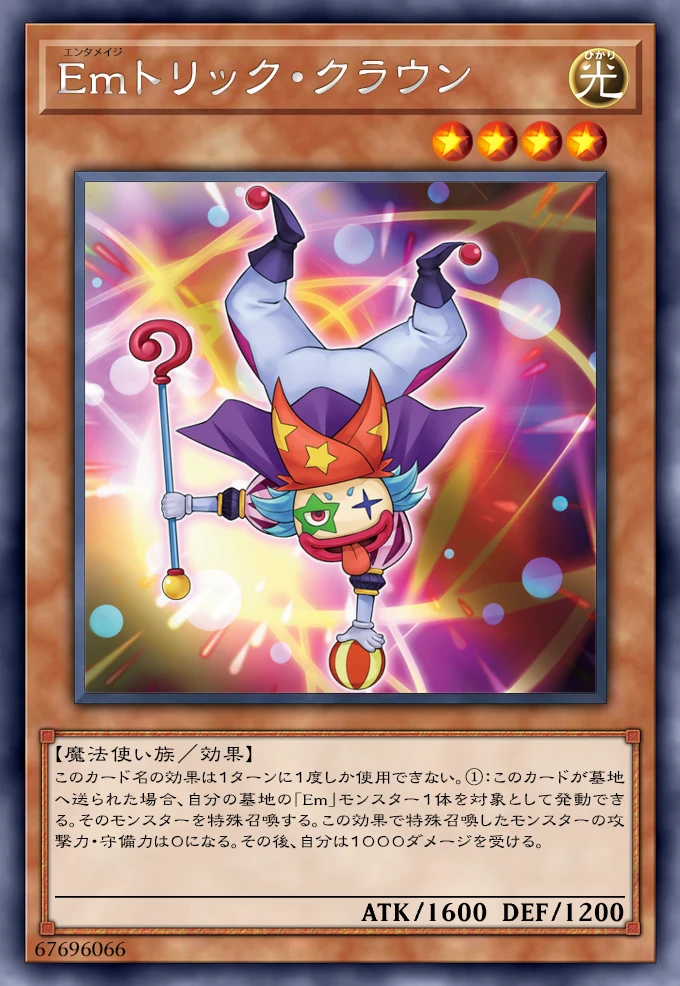 エンタメイジ
Emトリック・クラウン
ひかり
光
【魔法使い族／効果】
このカード名の効果は1ターンに1度しか使用できない。①：このカードが墓地
へ送られた場合、自分の墓地の「Em」モンスター1体を対象として発動でき
る。そのモンスターを特殊召喚する。この効果で特殊召喚したモンスターの攻
撃力・守備力は0になる。その後、自分は1000ダメージを受ける。
ATK/1600 DEF/1200
67696066